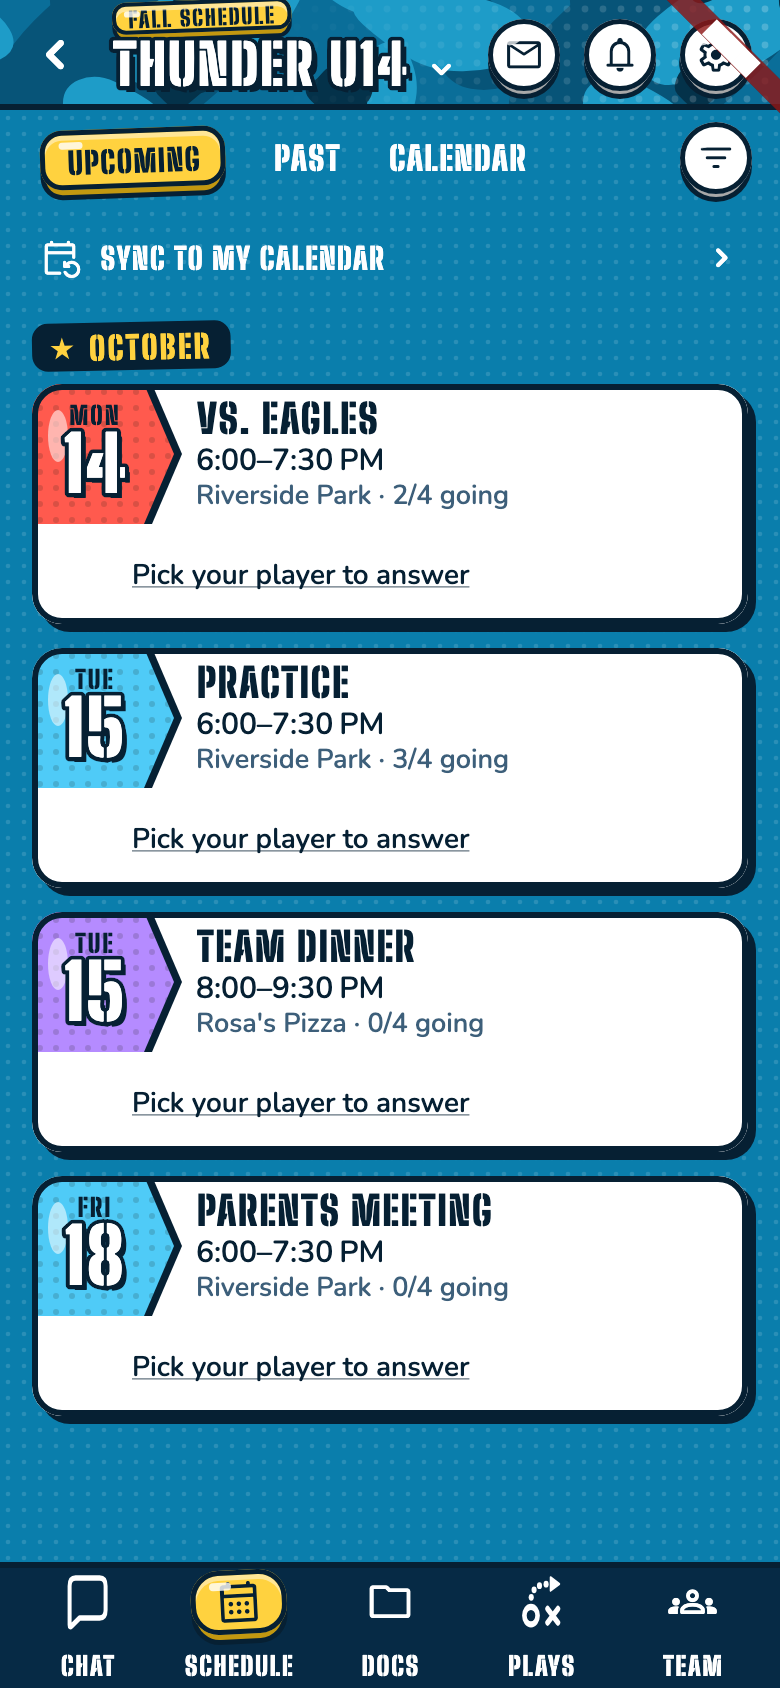 FALL SCHEDULE
THUNDER U14
UPCOMING
PAST
CALENDAR
SYNC TO MY CALENDAR
★ OCTOBER
MON
14
VS. EAGLES
6:00–7:30 PM
Riverside Park · 2/4 going
Pick your player to answer
TUE
15
PRACTICE
6:00–7:30 PM
Riverside Park · 3/4 going
Pick your player to answer
TUE
15
TEAM DINNER
8:00–9:30 PM
Rosa's Pizza · 0/4 going
Pick your player to answer
FRI
18
PARENTS MEETING
6:00–7:30 PM
Riverside Park · 0/4 going
Pick your player to answer
CHAT
SCHEDULE
DOCS
PLAYS
TEAM